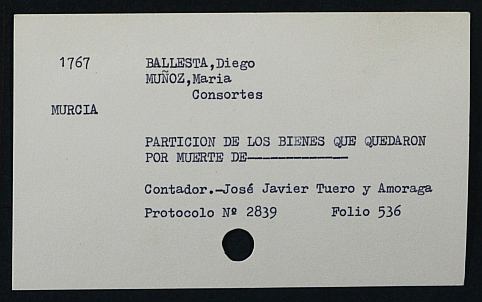 1767
BALLESTA,Diego
MUÑOZ,Maria
Consortes
MURCIA
PARTICION DE LOS BIENES QUE QUEDARON
POR MUERTE DE-------------
Contador.-José Javier Tuero y Amoraga
Protocolo Nº 2839 Folio 536